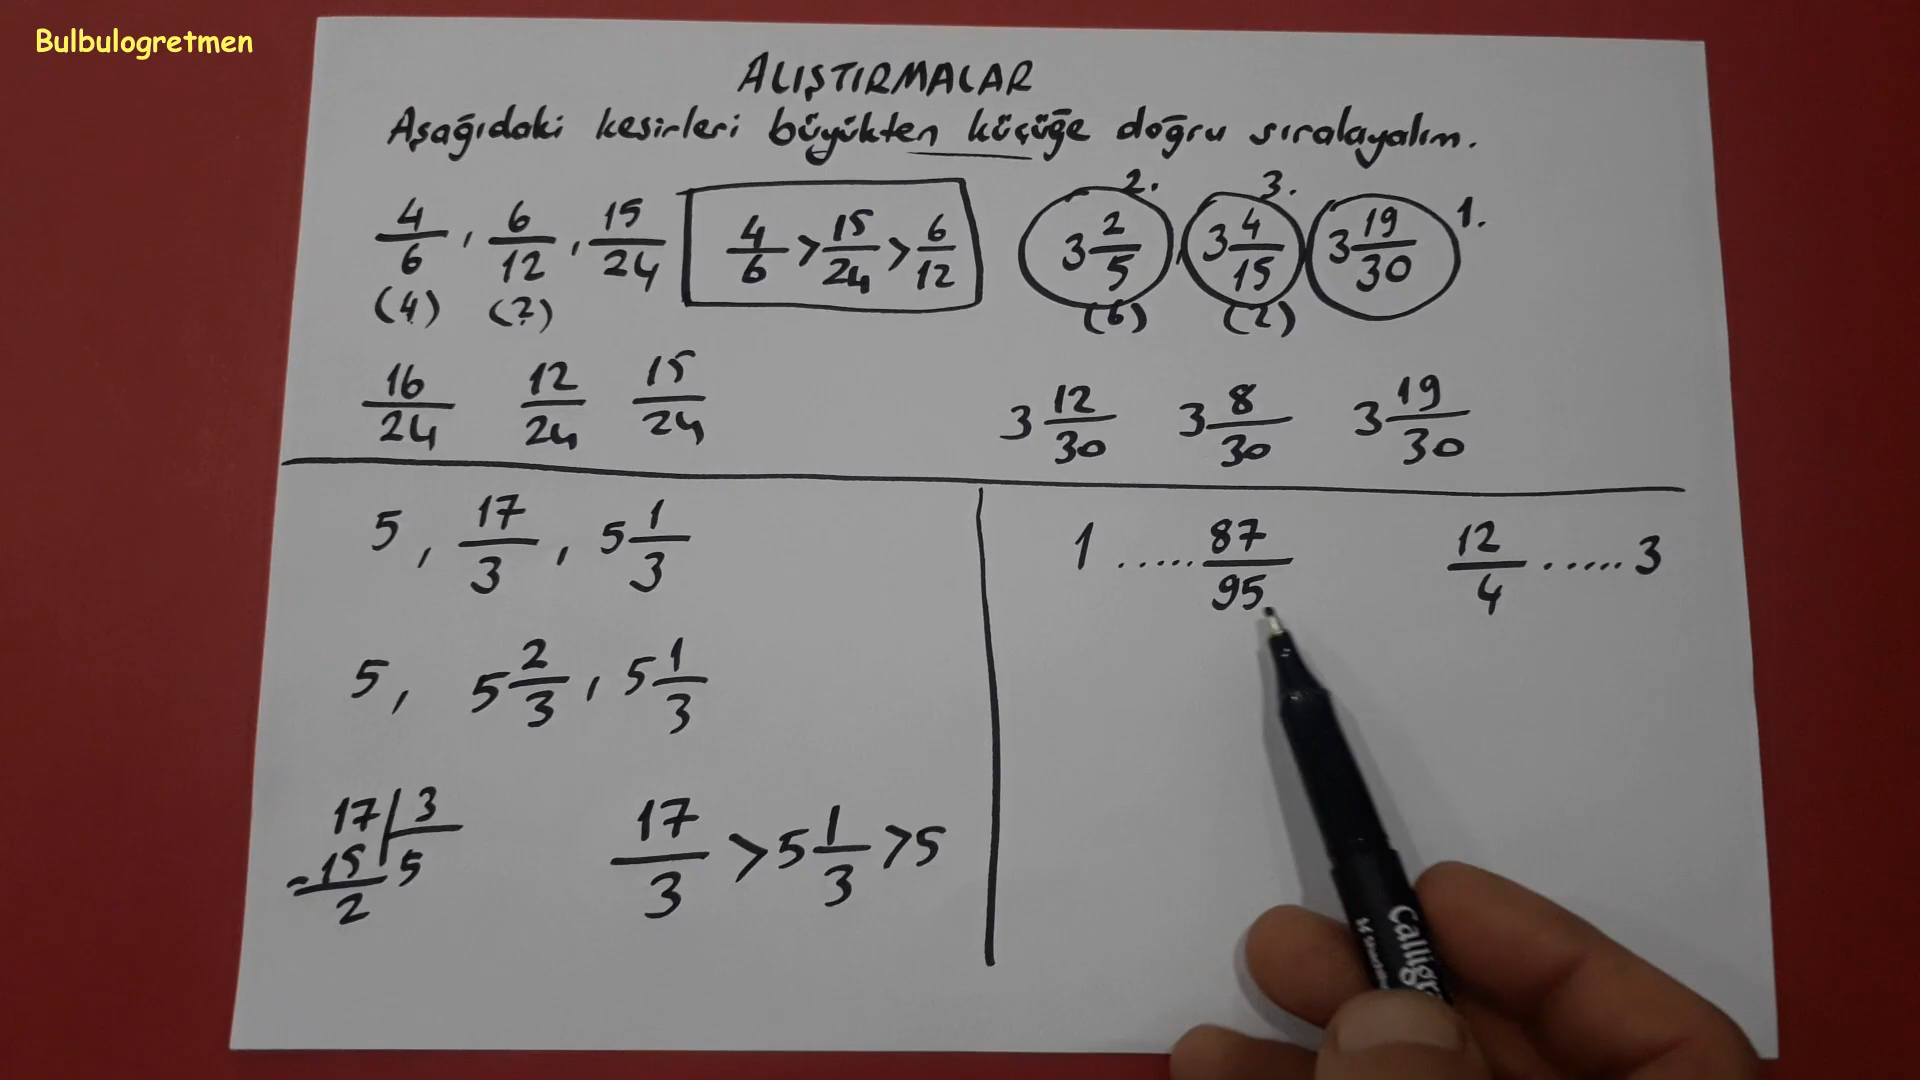 Bulbulogretmen
ALIŞTIRMALAR
Aşağıdaki kesirleri büyükten küçüğe doğru sıralayalım.
4/6 , 6/12 , 15/24
(4) (2)
16/24 12/24 15/24
4/6 > 15/24 > 6/12
2. 3. 1.
3 2/5 , 3 4/15 , 3 19/30
(6) (2)
3 12/30 3 8/30 3 19/30
5 , 17/3 , 5 1/3
5 , 5 2/3 , 5 1/3
17 | 3
- 15 | 5
2
17/3 > 5 1/3 > 5
1 ...... 87/95
12/4 ...... 3